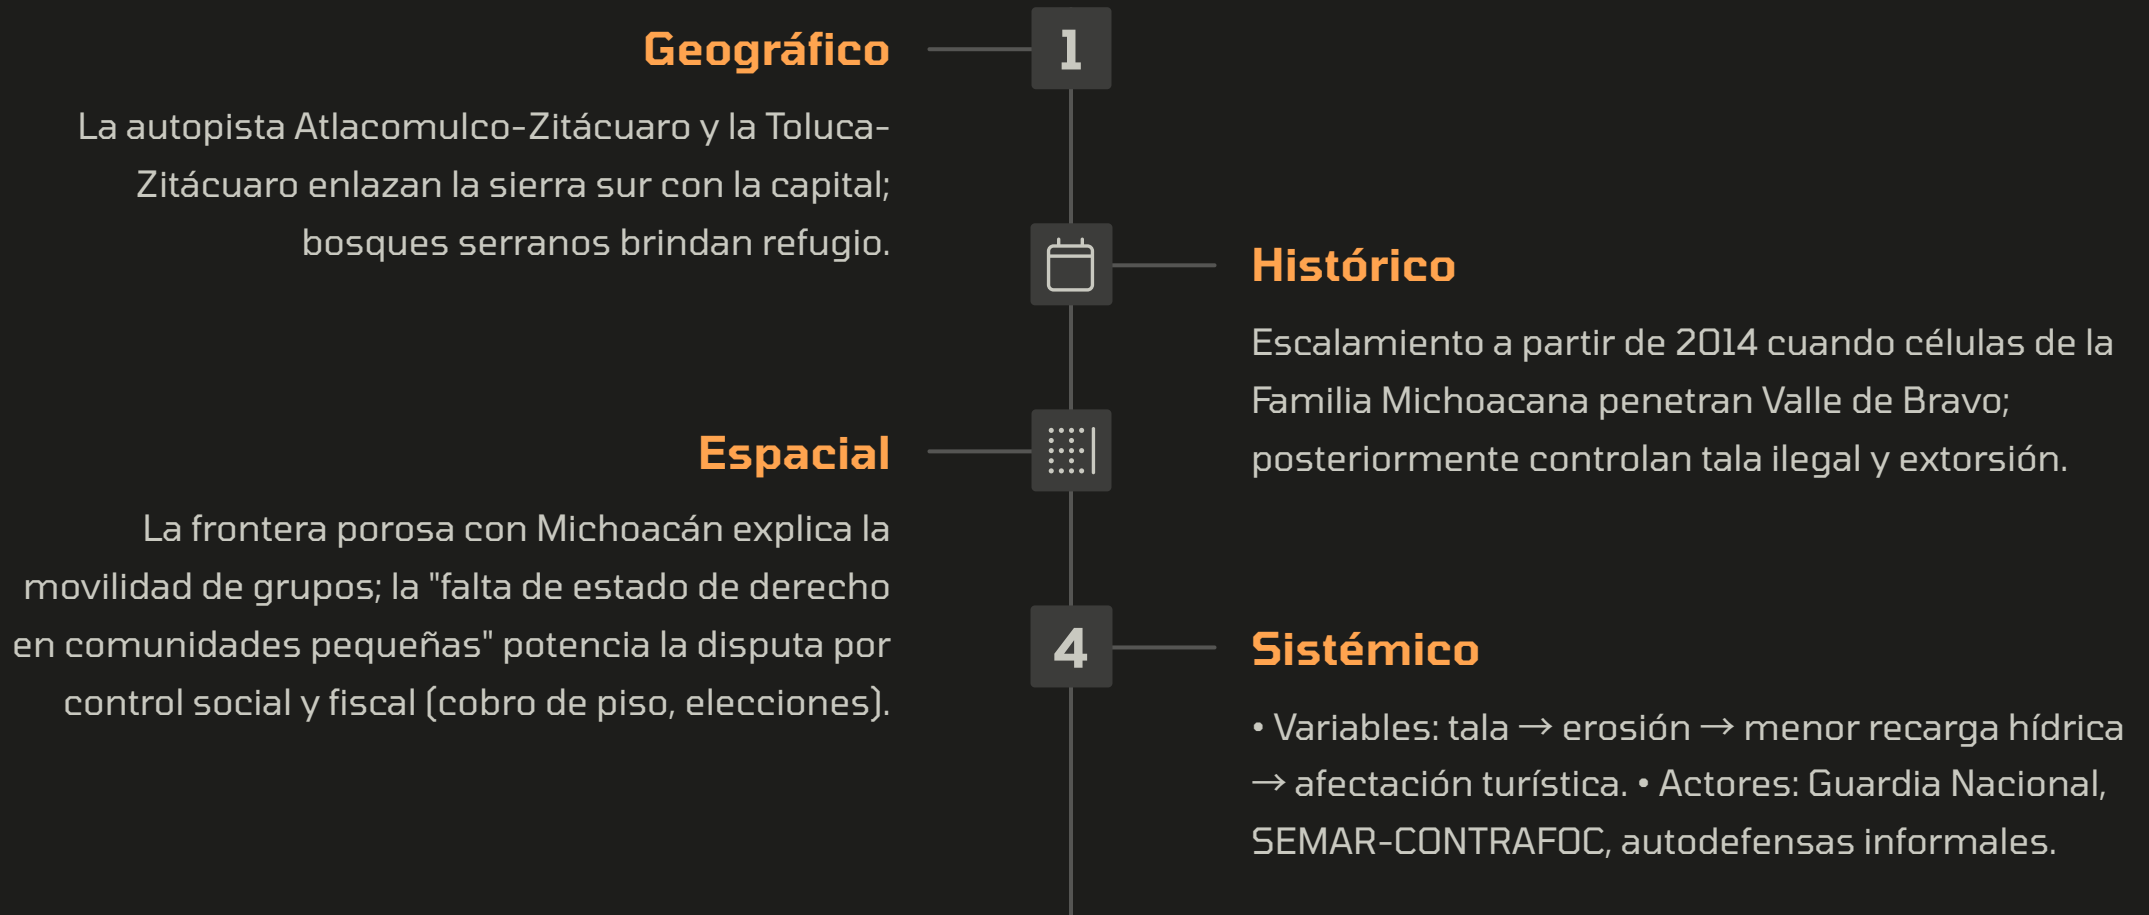 Geográfico
1
La autopista Atlacomulco-Zitácuaro y la Toluca-
Zitácuaro enlazan la sierra sur con la capital;
bosques serranos brindan refugio.
Histórico
Escalamiento a partir de 2014 cuando células de la
Familia Michoacana penetran Valle de Bravo;
posteriormente controlan tala ilegal y extorsión.
Espacial
La frontera porosa con Michoacán explica la
movilidad de grupos; la "falta de estado de derecho
en comunidades pequeñas" potencia la disputa por
control social y fiscal (cobro de piso, elecciones).
4
Sistémico
• Variables: tala → erosión → menor recarga hídrica
→ afectación turística. • Actores: Guardia Nacional,
SEMAR-CONTRAFOC, autodefensas informales.